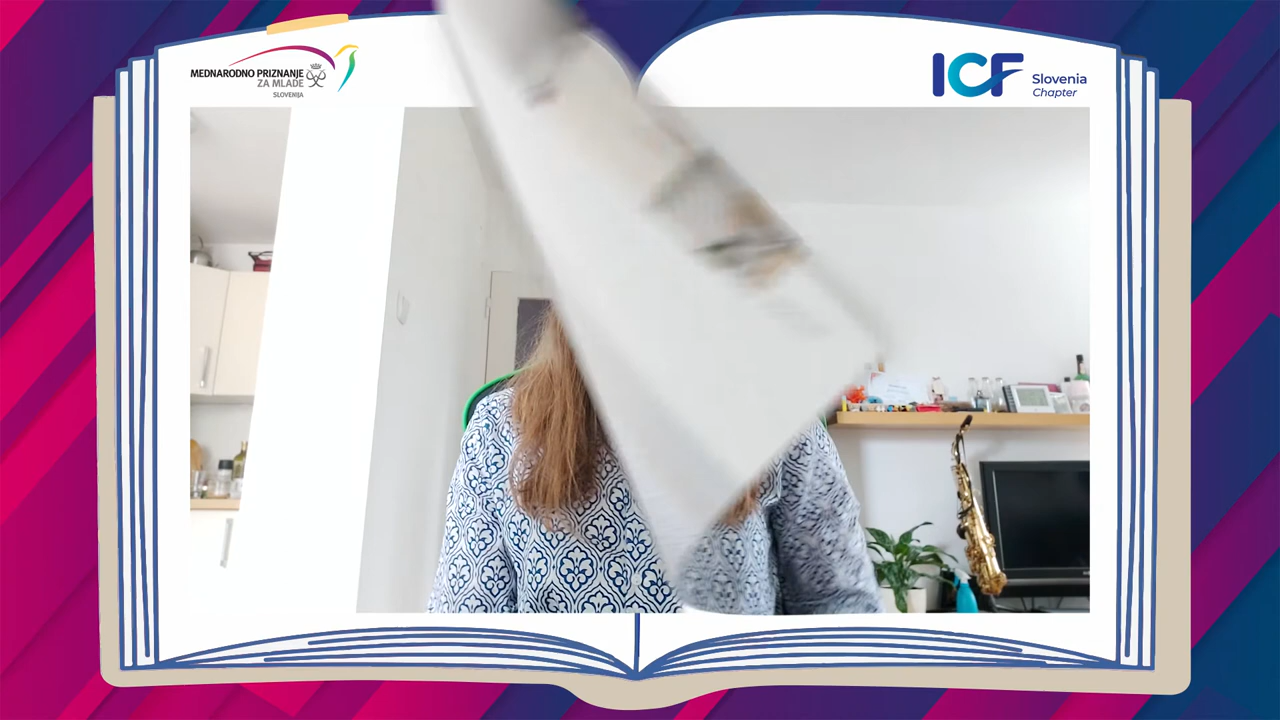 MEDNARODNO PRIZNANJE
ZA MLADE
SLOVENIJA
ICF
Slovenia
Chapter